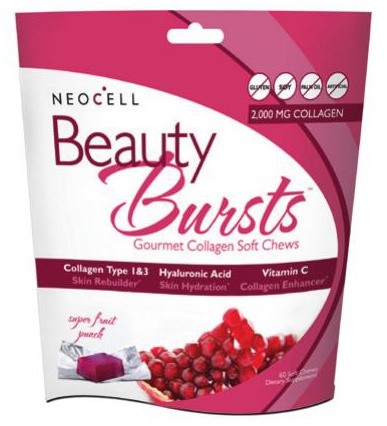 GLUTEN SOY PALM OIL ARTIFICIAL
NEOCELL
2,000 MG COLLAGEN
Beauty
Bursts™
Gourmet Collagen Soft Chews
Collagen Type 1&3 Hyaluronic Acid Vitamin C
Skin Rebuilder* Skin Hydration* Collagen Enhancer*
super fruit
punch
60 Soft Chews
Dietary Supplement